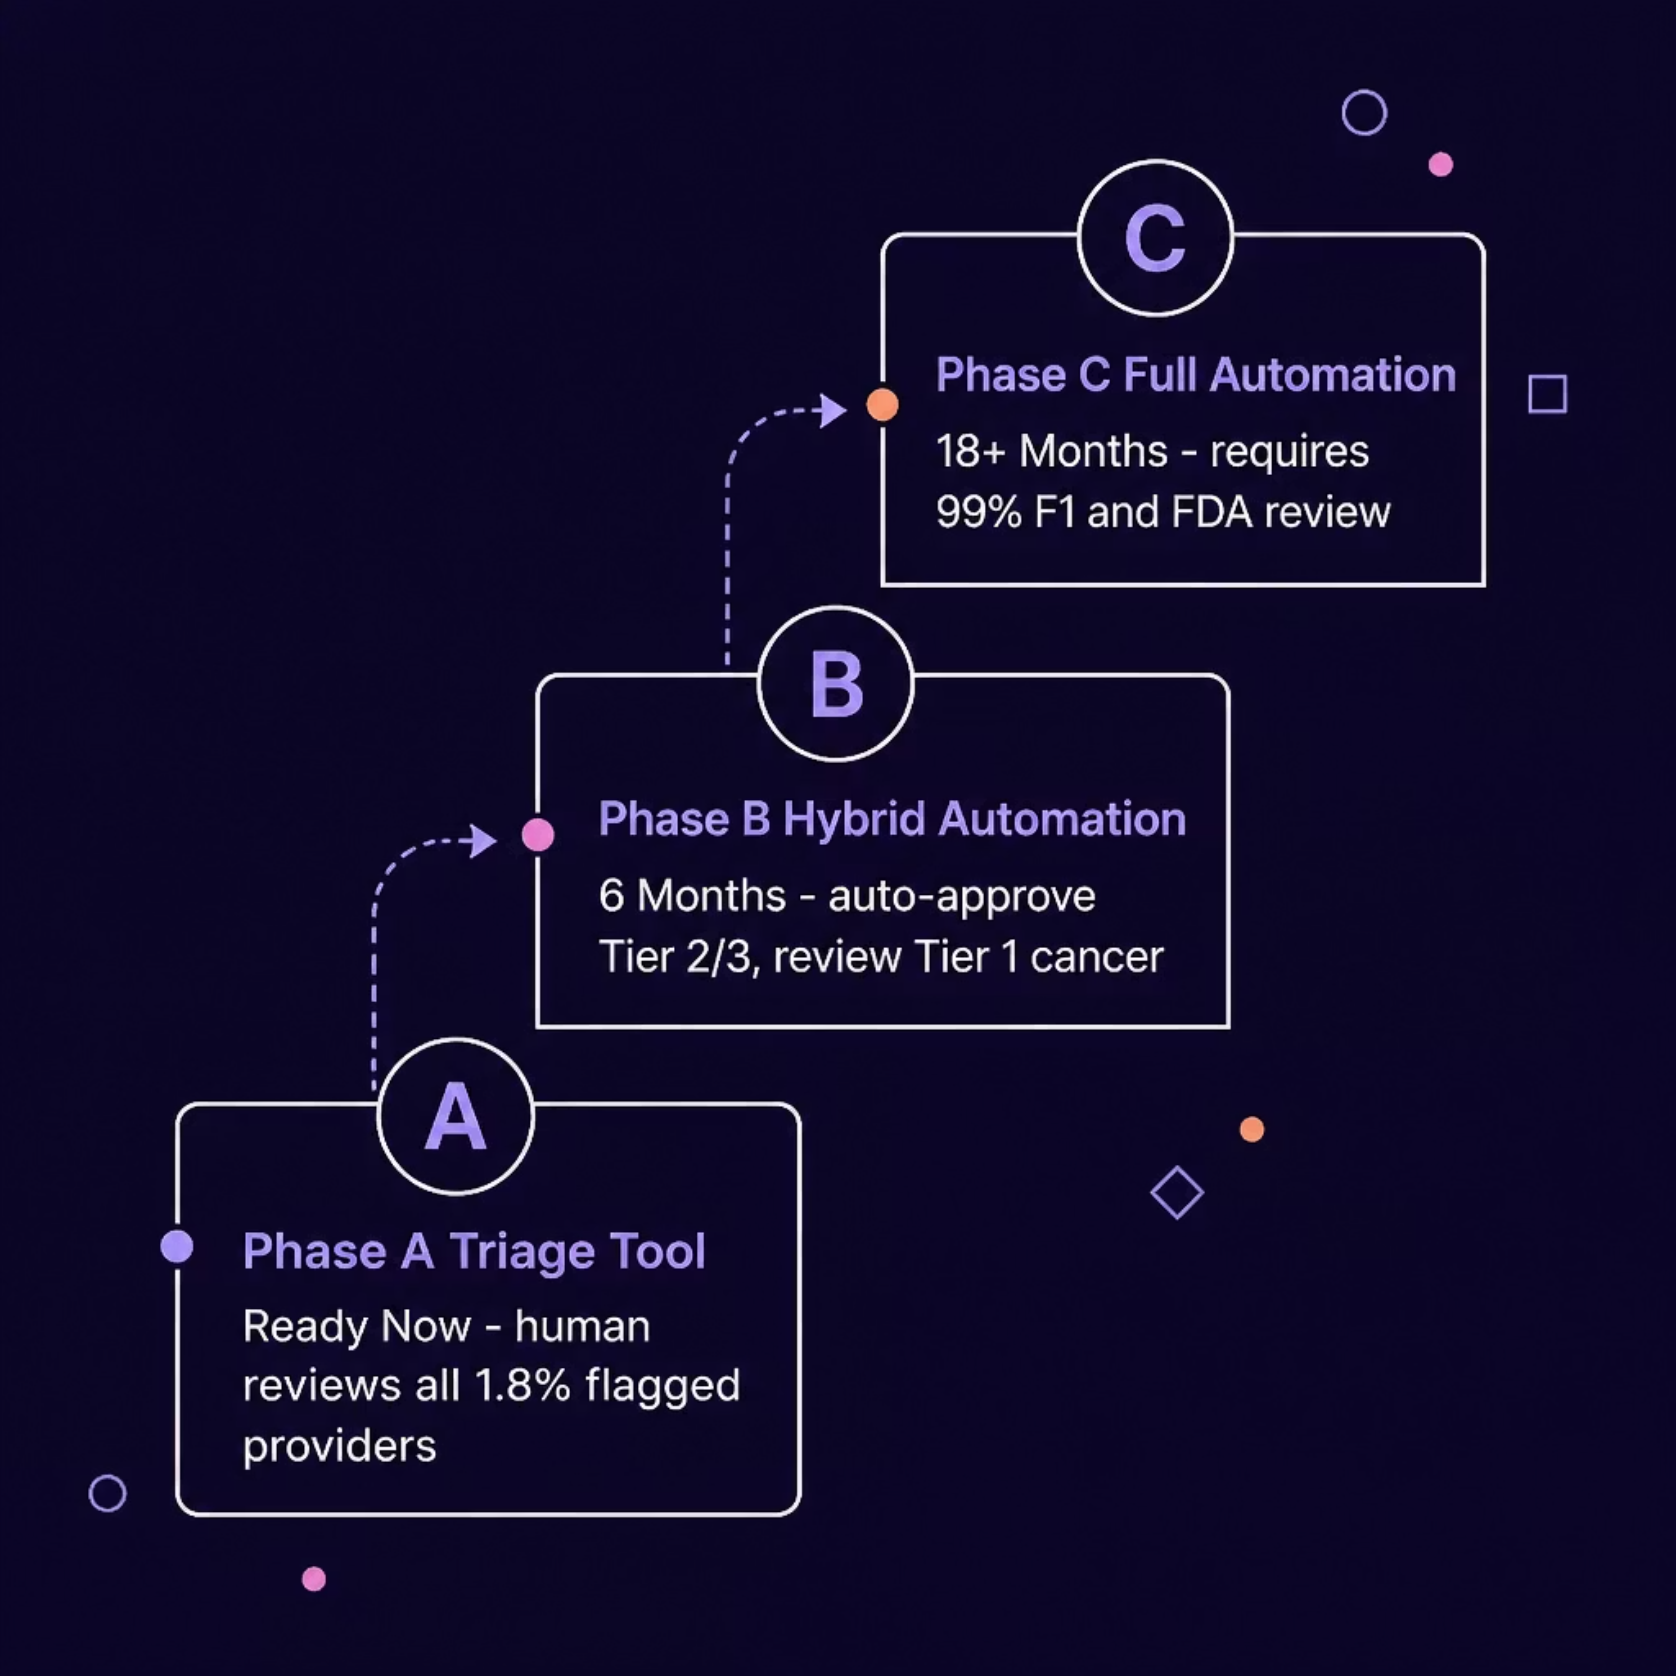 C
Phase C Full Automation
18+ Months - requires
99% F1 and FDA review
B
Phase B Hybrid Automation
6 Months - auto-approve
Tier 2/3, review Tier 1 cancer
A
Phase A Triage Tool
Ready Now - human
reviews all 1.8% flagged
providers